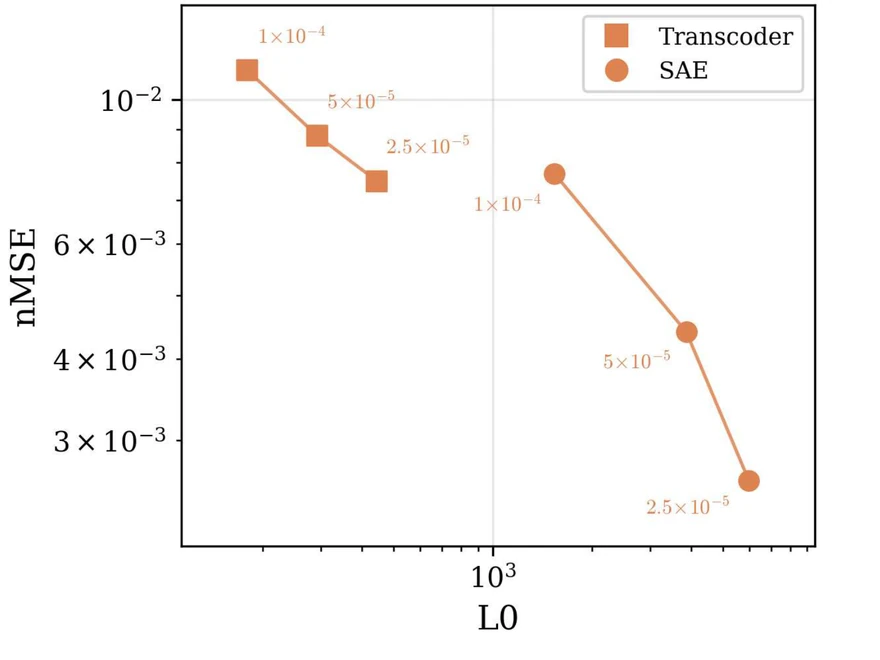 Transcoder
SAE
1×10⁻⁴
5×10⁻⁵
2.5×10⁻⁵
1×10⁻⁴
5×10⁻⁵
2.5×10⁻⁵
10⁻²
6 × 10⁻³
4 × 10⁻³
3 × 10⁻³
nMSE
10³
L0